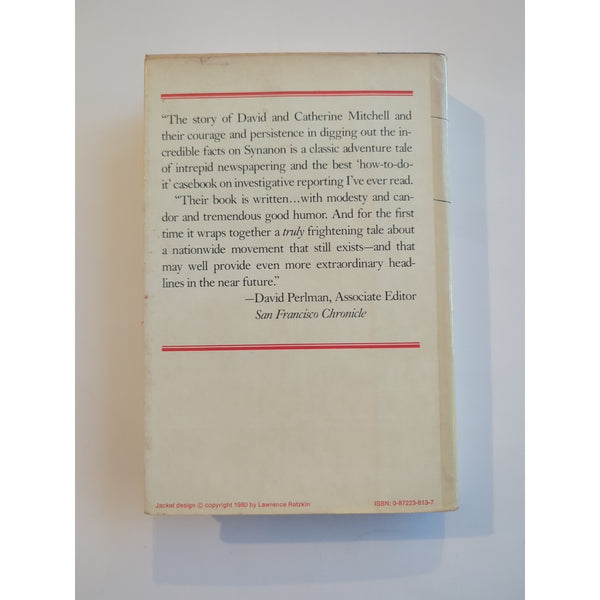 “The story of David and Catherine Mitchell and
their courage and persistence in digging out the in-
credible facts on Synanon is a classic adventure tale
of intrepid newspapering and the best ‘how-to-do-
it’ casebook on investigative reporting I’ve ever read.
“Their book is written...with modesty and can-
dor and tremendous good humor. And for the first
time it wraps together a truly frightening tale about
a nationwide movement that still exists—and that
may well provide even more extraordinary head-
lines in the near future.”
—David Perlman, Associate Editor
San Francisco Chronicle
Jacket design © copyright 1980 by Lawrence Ratzkin ISBN: 0-87223-613-7